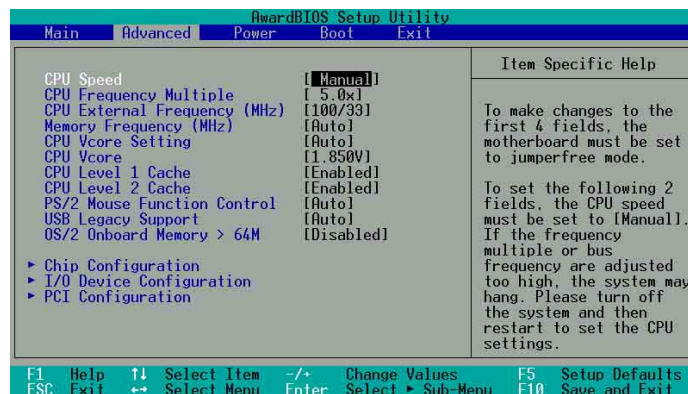 AwardBIOS Setup Utility
Main Advanced Power Boot Exit
CPU Speed [ Manual]
CPU Frequency Multiple [ 5.0x]
CPU External Frequency (MHz) [100/33]
Memory Frequency (MHz) [Auto]
CPU Vcore Setting [Auto]
CPU Vcore [1.850V]
CPU Level 1 Cache [Enabled]
CPU Level 2 Cache [Enabled]
PS/2 Mouse Function Control [Auto]
USB Legacy Support [Auto]
OS/2 Onboard Memory > 64M [Disabled]
▶ Chip Configuration
▶ I/O Device Configuration
▶ PCI Configuration
Item Specific Help
To make changes to the
first 4 fields, the
motherboard must be set
to jumperfree mode.
To set the following 2
fields, the CPU speed
must be set to [Manual].
If the frequency
multiple or bus
frequency are adjusted
too high, the system may
hang. Please turn off
the system and then
restart to set the CPU
settings.
F1 Help ↑↓ Select Item -/+ Change Values F5 Setup Defaults
ESC Exit ←→ Select Menu Enter Select ▶ Sub-Menu F10 Save and Exit